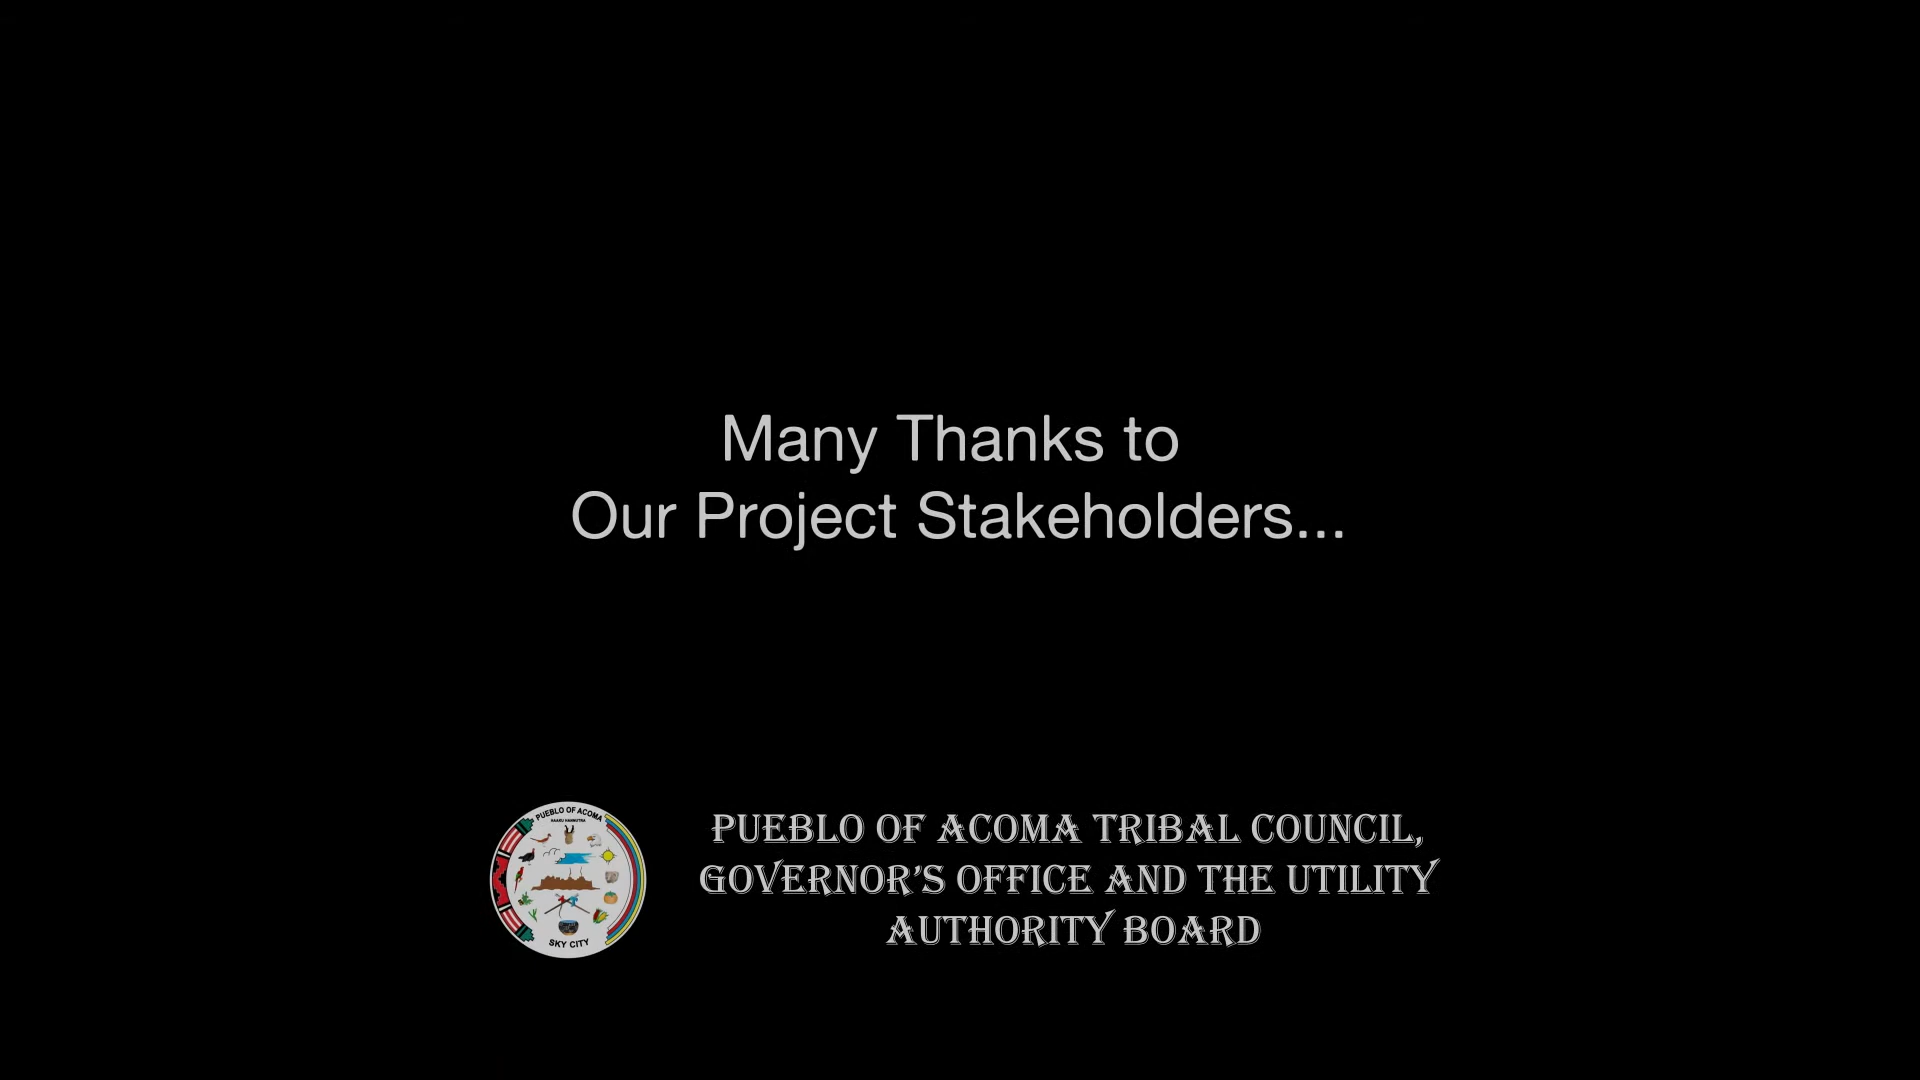 Many Thanks to
Our Project Stakeholders...
PUEBLO OF ACOMA
SKY CITY
PUEBLO OF ACOMA TRIBAL COUNCIL,
GOVERNOR'S OFFICE AND THE UTILITY
AUTHORITY BOARD